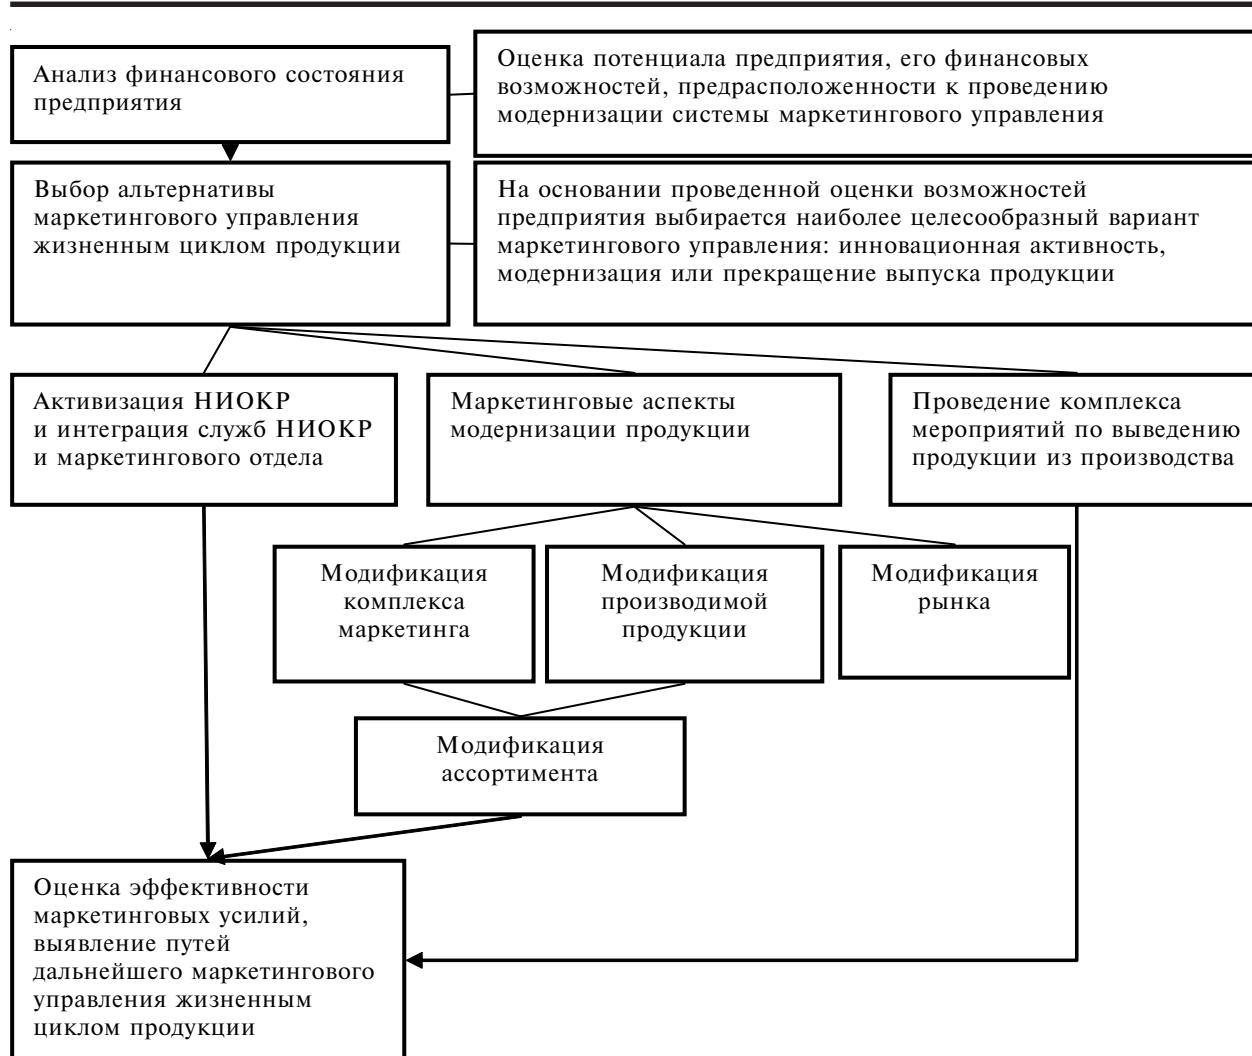 Анализ финансового состояния
предприятия
Оценка потенциала предприятия, его финансовых
возможностей, предрасположенности к проведению
модернизации системы маркетингового управления
Выбор альтернативы
маркетингового управления
жизненным циклом продукции
На основании проведенной оценки возможностей
предприятия выбирается наиболее целесообразный вариант
маркетингового управления: инновационная активность,
модернизация или прекращение выпуска продукции
Активизация НИОКР
и интеграция служб НИОКР
и маркетингового отдела
Маркетинговые аспекты
модернизации продукции
Проведение комплекса
мероприятий по выведению
продукции из производства
Модификация
комплекса
маркетинга
Модификация
производимой
продукции
Модификация
рынка
Модификация
ассортимента
Оценка эффективности
маркетинговых усилий,
выявление путей
дальнейшего маркетингового
управления жизненным
циклом продукции